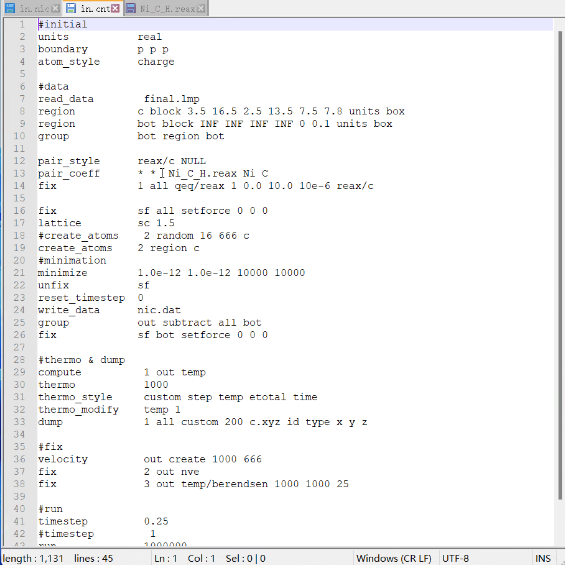 in.nic in.cnt Ni_C_H.reax
1 #initial
2 units real
3 boundary p p p
4 atom_style charge
5
6 #data
7 read_data final.lmp
8 region c block 3.5 16.5 2.5 13.5 7.5 7.8 units box
9 region bot block INF INF INF INF 0 0.1 units box
10 group bot region bot
11
12 pair_style reax/c NULL
13 pair_coeff * * Ni_C_H.reax Ni C
14 fix 1 all qeq/reax 1 0.0 10.0 10e-6 reax/c
15
16 fix sf all setforce 0 0 0
17 lattice sc 1.5
18 #create_atoms 2 random 16 666 c
19 create_atoms 2 region c
20 #minimation
21 minimize 1.0e-12 1.0e-12 10000 10000
22 unfix sf
23 reset_timestep 0
24 write_data nic.dat
25 group out subtract all bot
26 fix sf bot setforce 0 0 0
27
28 #thermo & dump
29 compute 1 out temp
30 thermo 1000
31 thermo_style custom step temp etotal time
32 thermo_modify temp 1
33 dump 1 all custom 200 c.xyz id type x y z
34
35 #fix
36 velocity out create 1000 666
37 fix 2 out nve
38 fix 3 out temp/berendsen 1000 1000 25
39
40 #run
41 timestep 0.25
42 #timestep 1
43 run 1000000
length : 1,131 lines : 45 Ln : 1 Col : 1 Sel : 0 | 0 Windows (CR LF) UTF-8 INS